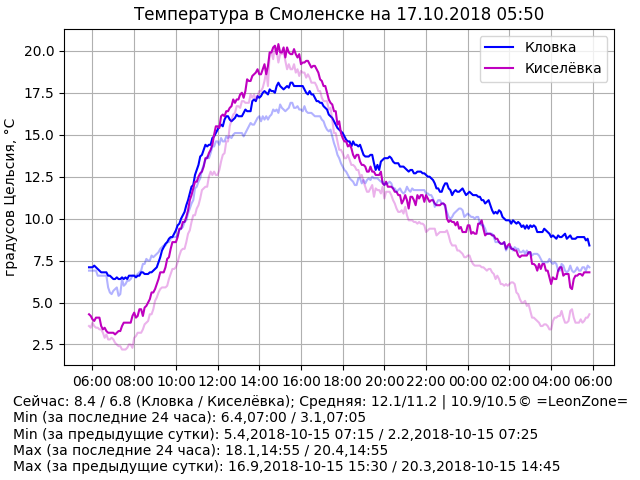 Температура в Смоленске на 17.10.2018 05:50
Кловка
Киселёвка
градусов Цельсия, °C
20.0
17.5
15.0
12.5
10.0
7.5
5.0
2.5
06:00 08:00 10:00 12:00 14:00 16:00 18:00 20:00 22:00 00:00 02:00 04:00 06:00
Сейчас: 8.4 / 6.8 (Кловка / Киселёвка); Средняя: 12.1/11.2 | 10.9/10.5© =LeonZone=
Min (за последние 24 часа): 6.4,07:00 / 3.1,07:05
Min (за предыдущие сутки): 5.4,2018-10-15 07:15 / 2.2,2018-10-15 07:25
Max (за последние 24 часа): 18.1,14:55 / 20.4,14:55
Max (за предыдущие сутки): 16.9,2018-10-15 15:30 / 20.3,2018-10-15 14:45